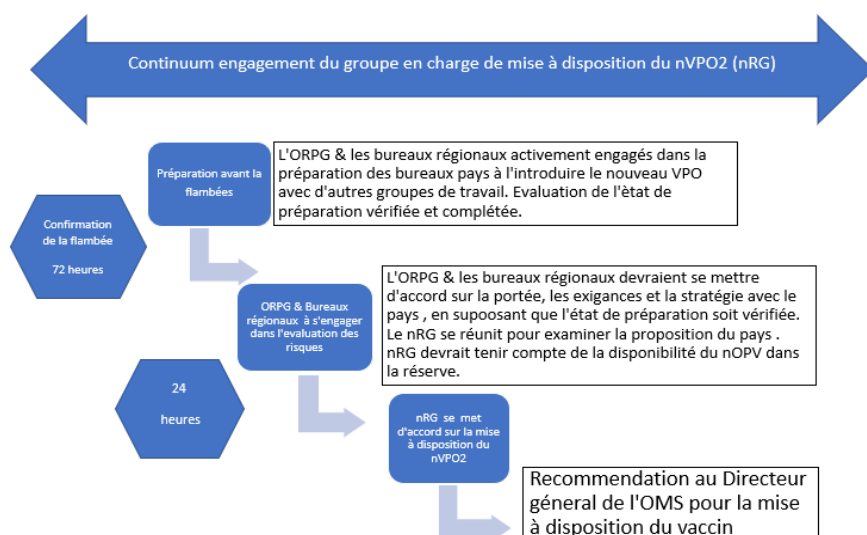 Continuum engagement du groupe en charge de mise à disposition du nVPO2 (nRG)
Préparation avant la
flambées
L'ORPG & les bureaux régionaux activement engagés dans la
préparation des bureaux pays à l'introduire le nouveau VPO
avec d'autres groupes de travail. Evaluation de l'ètat de
préparation vérifiée et complétée.
Confirmation
de la flambée
72 heures
ORPG & Bureaux
régionaux à s'engager
dans l'evaluation des
risques
L'ORPG & les bureaux régionaux devraient se mettre
d'accord sur la portée, les exigances et la stratégie avec le
pays , en supoosant que l'état de préparation soit vérifiée.
Le nRG se réunit pour examiner la proposition du pays .
nRG devrait tenir compte de la disponibilité du nOPV dans
la réserve.
24
heures
nRG se met
d'accord sur la mise
à disposition du
nVPO2
Recommendation au Directeur
géneral de l'OMS pour la mise
à disposition du vaccin